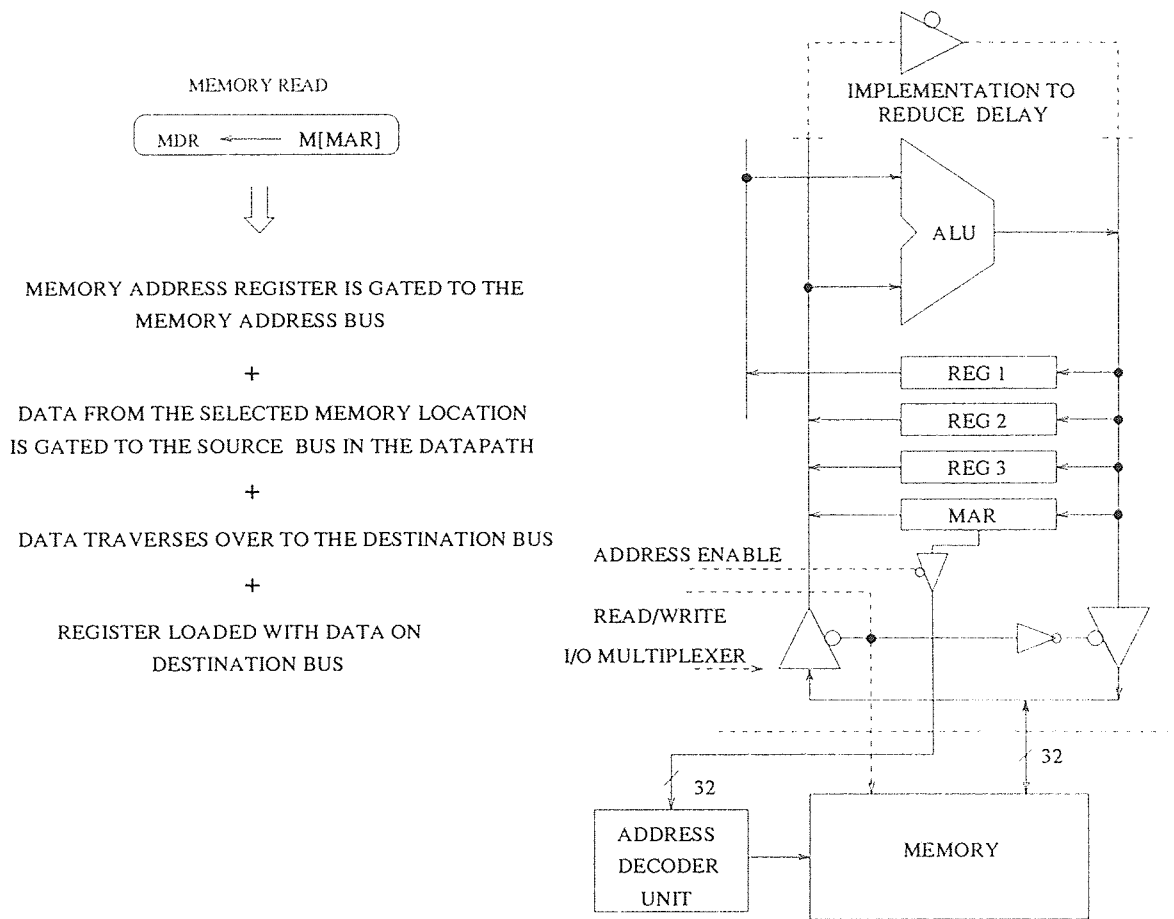 MEMORY READ
MDR M[MAR]
MEMORY ADDRESS REGISTER IS GATED TO THE
MEMORY ADDRESS BUS
+
DATA FROM THE SELECTED MEMORY LOCATION
IS GATED TO THE SOURCE BUS IN THE DATAPATH
+
DATA TRAVERSES OVER TO THE DESTINATION BUS
+
REGISTER LOADED WITH DATA ON
DESTINATION BUS
IMPLEMENTATION TO
REDUCE DELAY
ALU
REG 1
REG 2
REG 3
MAR
ADDRESS ENABLE
READ/WRITE
I/O MULTIPLEXER
32
32
ADDRESS
DECODER
UNIT
MEMORY